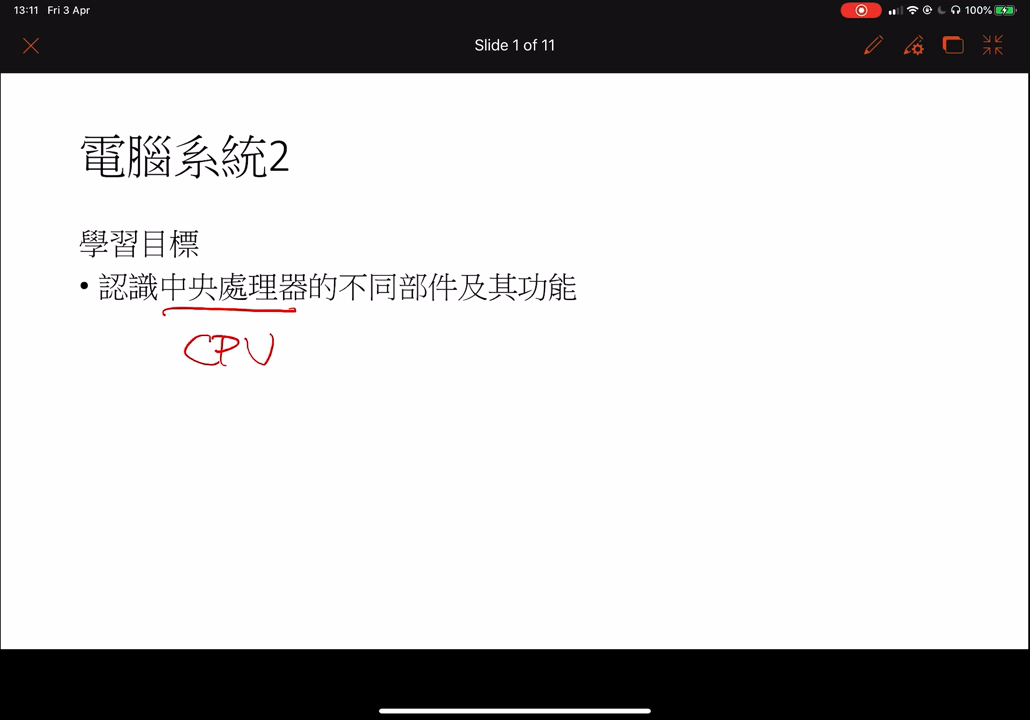 13:11 Fri 3 Apr 100%
Slide 1 of 11
電腦系統2
學習目標
• 認識中央處理器的不同部件及其功能
CPU